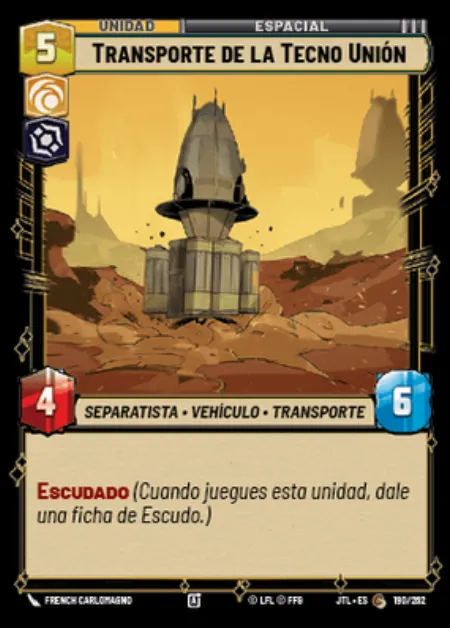 UNIDAD
ESPACIAL
5
TRANSPORTE DE LA TECNO UNIÓN
4
SEPARATISTA • VEHÍCULO • TRANSPORTE
6
ESCUDADO (Cuando juegues esta unidad, dale
una ficha de Escudo.)
FRENCH CARLOMAGNO
A
© LFL © FFG
JTL • ES
C
190/262